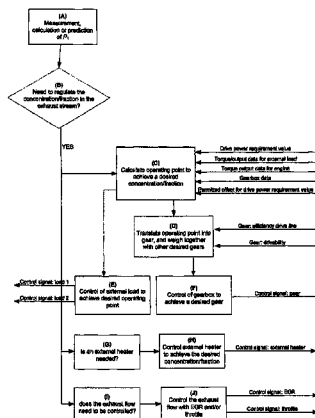 (A)
Measurement,
calculation or prediction
of P₁
(B)
Need to regulate the
concentration/fraction in the
exhaust stream?
YES
(C)
Calculate operating point to
achieve a desired
concentration/fraction
Drive power requirement value
Torque/output data for external load
Torque output data for engine
Gearbox data
Permitted effect for drive power requirement value
(D)
Translate operating point into
gear, and weigh together
with other desired gears
Gear: efficiency drive line
Gear: driveability
(E)
Control of external load to
achieve desired operating
point
Control signal: load 1
Control signal: load 2
(F)
Control of gearbox to
achieve a desired gear
Control signal: gear
(G)
Is an external heater
needed?
(H)
Control external heater
to achieve the desired
concentration/fraction
Control signal: external heater
(I)
does the exhaust flow
need to be controlled?
(J)
Control the exhaust
flow with EGR and/or
throttle
Control signal: EGR
Control signal: throttle